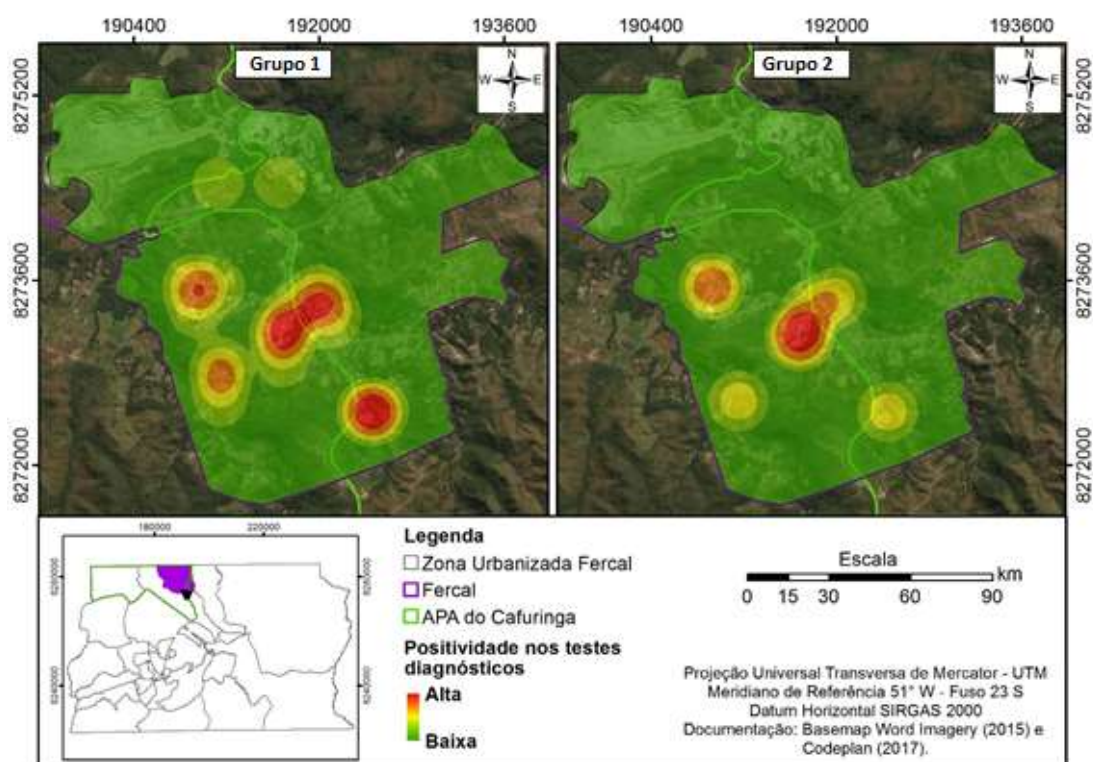 190400 192000 193600 190400 192000 193600
Grupo 1
N
W E
S
Grupo 2
N
W E
S
8275200
8273600
8272000
8275200
8273600
8272000
180000 220000
8240000
8240000
Legenda
Zona Urbanizada Fercal
Fercal
APA do Cafuringa
Positividade nos testes
diagnósticos
Alta
Baixa
Escala
km
0 15 30 60 90
Projeção Universal Transversa de Mercator - UTM
Meridiano de Referência 51° W - Fuso 23 S
Datum Horizontal SIRGAS 2000
Documentação: Basemap Word Imagery (2015) e
Codeplan (2017).